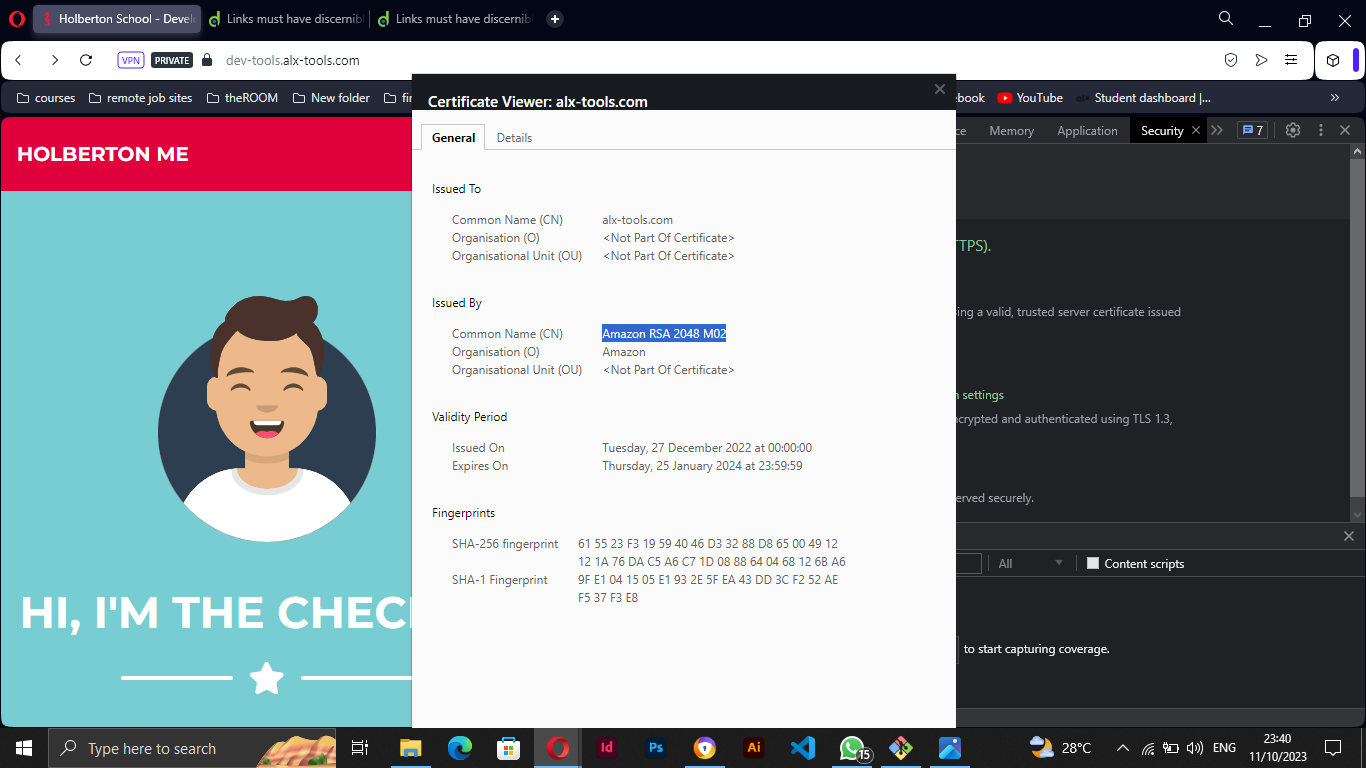 Holberton School - Devel
Links must have discernib
Links must have discernib
VPN PRIVATE dev-tools.alx-tools.com
courses remote job sites theROOM New folder fir ebook YouTube Student dashboard |...
Certificate Viewer: alx-tools.com
General Details
HOLBERTON ME
HI, I'M THE CHEC
Issued To
Common Name (CN) alx-tools.com
Organisation (O) <Not Part Of Certificate>
Organisational Unit (OU) <Not Part Of Certificate>
Issued By
Common Name (CN) Amazon RSA 2048 M02
Organisation (O) Amazon
Organisational Unit (OU) <Not Part Of Certificate>
Validity Period
Issued On Tuesday, 27 December 2022 at 00:00:00
Expires On Thursday, 25 January 2024 at 23:59:59
Fingerprints
SHA-256 fingerprint 61 55 23 F3 19 59 40 46 D3 32 88 D8 65 00 49 12
12 1A 76 DA C5 A6 C7 1D 08 88 64 04 68 12 6B A6
SHA-1 Fingerprint 9F E1 04 15 05 E1 93 2E 5F EA 43 DD 3C F2 52 AE
F5 37 F3 E8
ce Memory Application Security 7
TTPS).
ing a valid, trusted server certificate issued
n settings
ncrypted and authenticated using TLS 1.3,
erved securely.
All Content scripts
to start capturing coverage.
Type here to search
Id Ps Ai 15
28°C ENG
23:40
11/10/2023